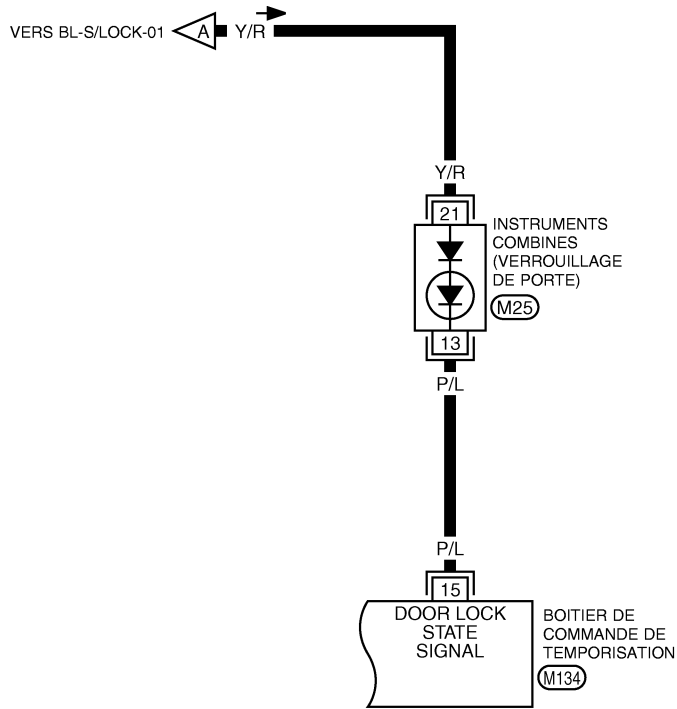 VERS BL-S/LOCK-01 A Y/R
Y/R
21
INSTRUMENTS
COMBINES
(VERROUILLAGE
DE PORTE)
M25
13
P/L
P/L
15
DOOR LOCK
STATE
SIGNAL
BOITIER DE
COMMANDE DE
TEMPORISATION
M134